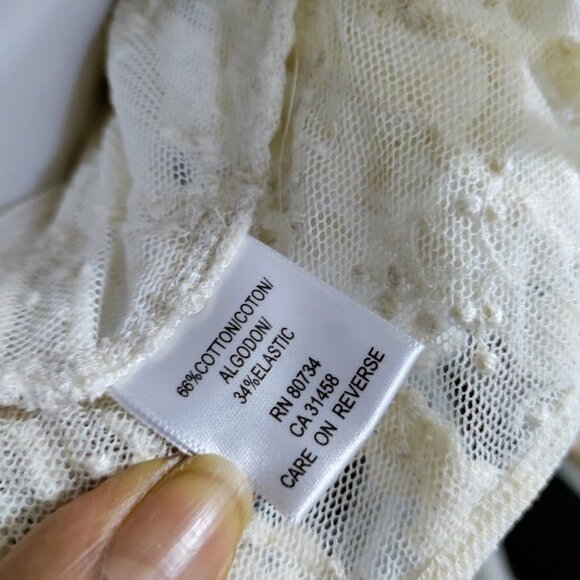 66%COTTON/COTON/
ALGODON/
34%ELASTIC
RN 80734
CA 31458
CARE ON REVERSE